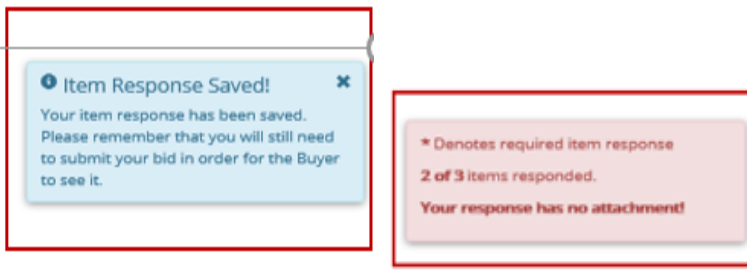 Item Response Saved!
Your item response has been saved.
Please remember that you will still need
to submit your bid in order for the Buyer
to see it.
* Denotes required item response
2 of 3 items responded.
Your response has no attachment!